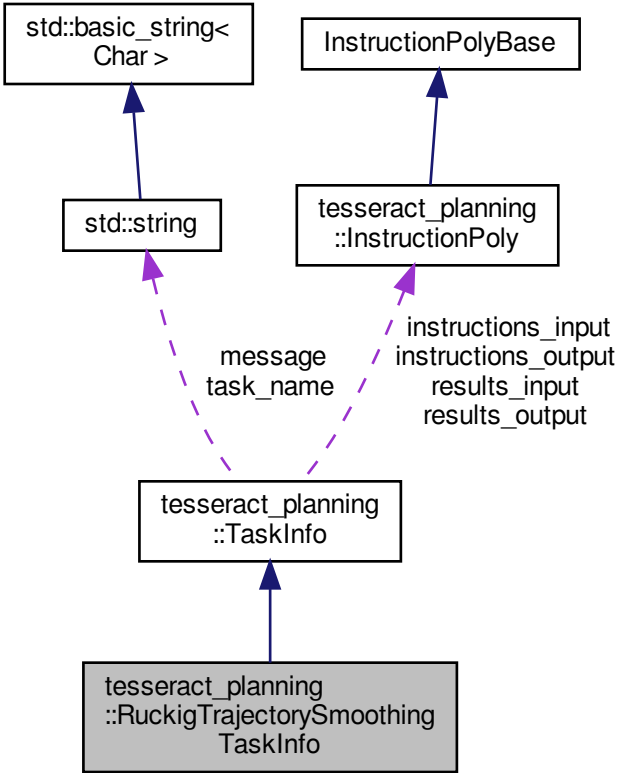 std::basic_string<
Char >
InstructionPolyBase
std::string
tesseract_planning
::InstructionPoly
message
task_name
instructions_input
instructions_output
results_input
results_output
tesseract_planning
::TaskInfo
tesseract_planning
::RuckigTrajectorySmoothing
TaskInfo